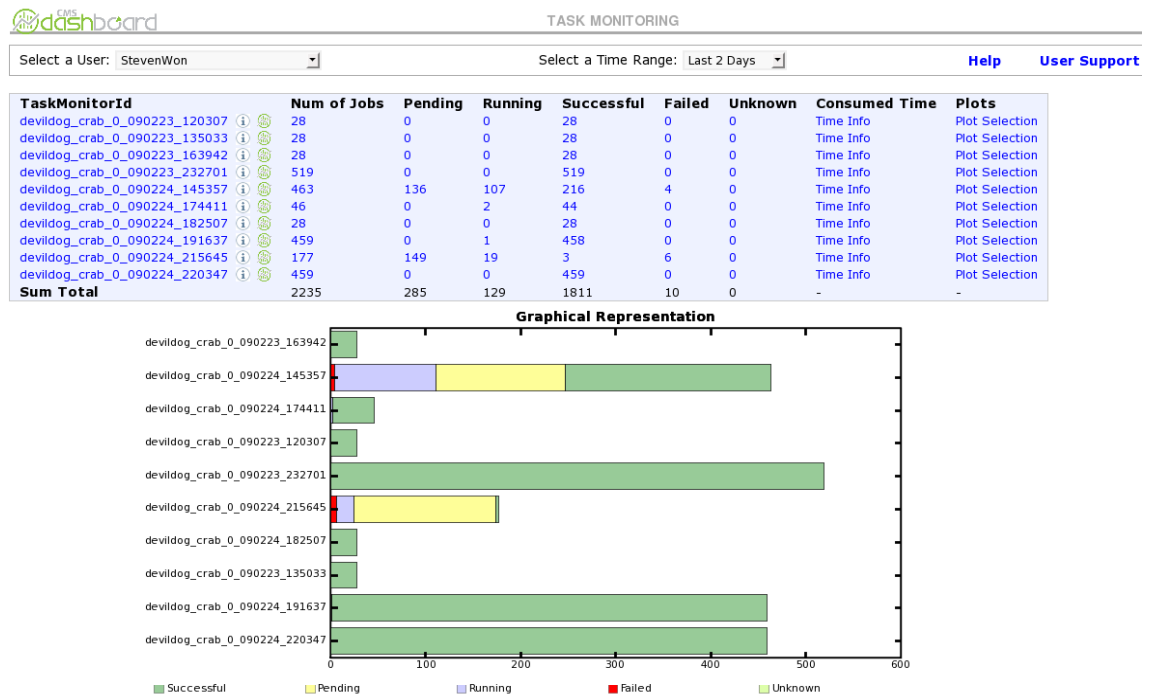 CMS dashboard TASK MONITORING
Select a User: StevenWon Select a Time Range: Last 2 Days Help User Support
TaskMonitorId Num of Jobs Pending Running Successful Failed Unknown Consumed Time Plots
devildog_crab_0_090223_120307 28 0 0 28 0 0 Time Info Plot Selection
devildog_crab_0_090223_135033 28 0 0 28 0 0 Time Info Plot Selection
devildog_crab_0_090223_163942 28 0 0 28 0 0 Time Info Plot Selection
devildog_crab_0_090223_232701 519 0 0 519 0 0 Time Info Plot Selection
devildog_crab_0_090224_145357 463 136 107 216 4 0 Time Info Plot Selection
devildog_crab_0_090224_174411 46 0 2 44 0 0 Time Info Plot Selection
devildog_crab_0_090224_182507 28 0 0 28 0 0 Time Info Plot Selection
devildog_crab_0_090224_191637 459 0 1 458 0 0 Time Info Plot Selection
devildog_crab_0_090224_215645 177 149 19 3 6 0 Time Info Plot Selection
devildog_crab_0_090224_220347 459 0 0 459 0 0 Time Info Plot Selection
Sum Total 2235 285 129 1811 10 0 - -
Graphical Representation
devildog_crab_0_090223_163942
devildog_crab_0_090224_145357
devildog_crab_0_090224_174411
devildog_crab_0_090223_120307
devildog_crab_0_090223_232701
devildog_crab_0_090224_215645
devildog_crab_0_090224_182507
devildog_crab_0_090223_135033
devildog_crab_0_090224_191637
devildog_crab_0_090224_220347
0 100 200 300 400 500 600
Successful Pending Running Failed Unknown